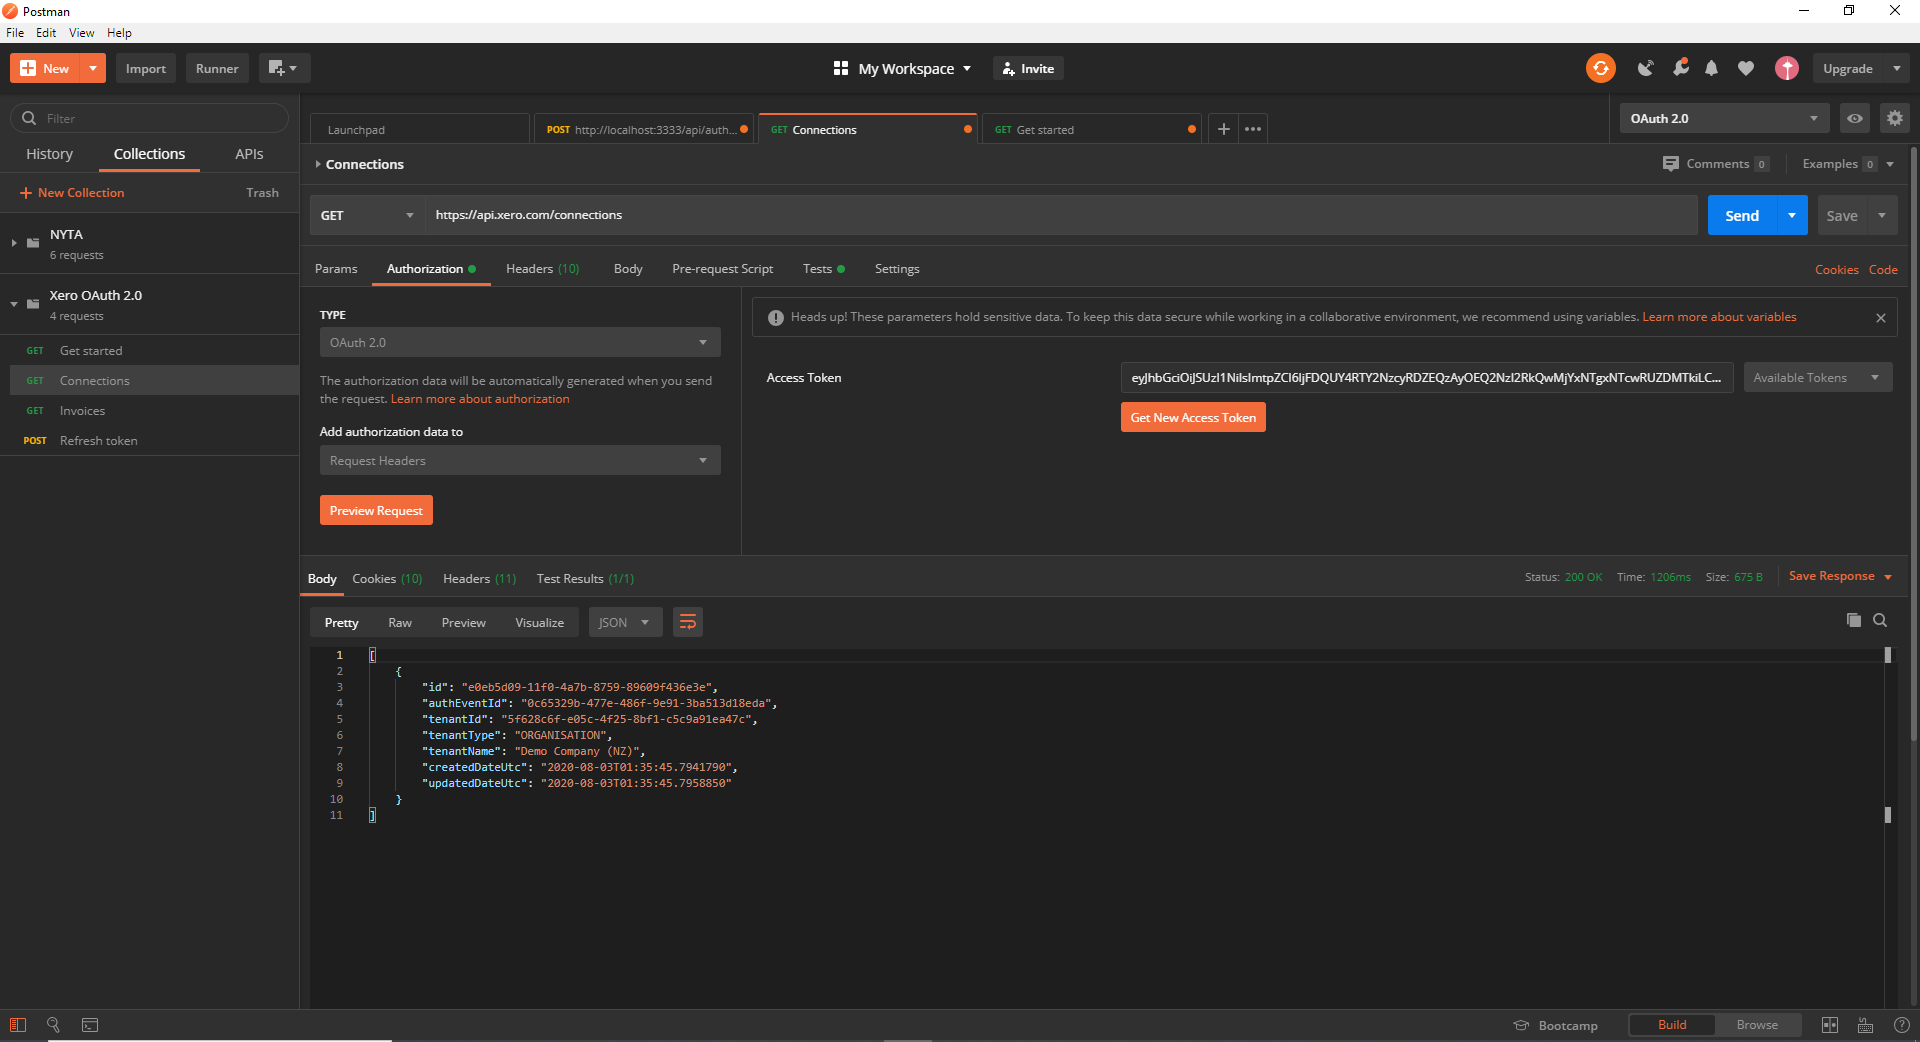 Postman
File Edit View Help
New Import Runner My Workspace Invite Upgrade
Filter
History Collections APIs
New Collection Trash
NYTA
6 requests
Xero OAuth 2.0
4 requests
GET Get started
GET Connections
GET Invoices
POST Refresh token
Launchpad POST http://localhost:3333/api/auth... GET Connections GET Get started OAuth 2.0
Connections Comments 0 Examples 0
GET https://api.xero.com/connections Send Save
Params Authorization Headers (10) Body Pre-request Script Tests Settings Cookies Code
TYPE
OAuth 2.0
The authorization data will be automatically generated when you send
the request. Learn more about authorization
Add authorization data to
Request Headers
Preview Request
Heads up! These parameters hold sensitive data. To keep this data secure while working in a collaborative environment, we recommend using variables. Learn more about variables
Access Token Available Tokens
Get New Access Token
Body Cookies (10) Headers (11) Test Results (1/1) Status: 200 OK Time: 1206ms Size: 675 B Save Response
Pretty Raw Preview Visualize JSON
1 [
2 {
3 "id": "e0eb5d09-11f0-4a7b-8759-89609f436e3e",
4 "authEventId": "0c65329b-477e-486f-9e91-3ba513d18eda",
5 "tenantId": "5f628c6f-e05c-4f25-8bf1-c5c9a91ea47c",
6 "tenantType": "ORGANISATION",
7 "tenantName": "Demo Company (NZ)",
8 "createdDateUtc": "2020-08-03T01:35:45.7941790",
9 "updatedDateUtc": "2020-08-03T01:35:45.7958850"
10 }
11 ]
Bootcamp Build Browse